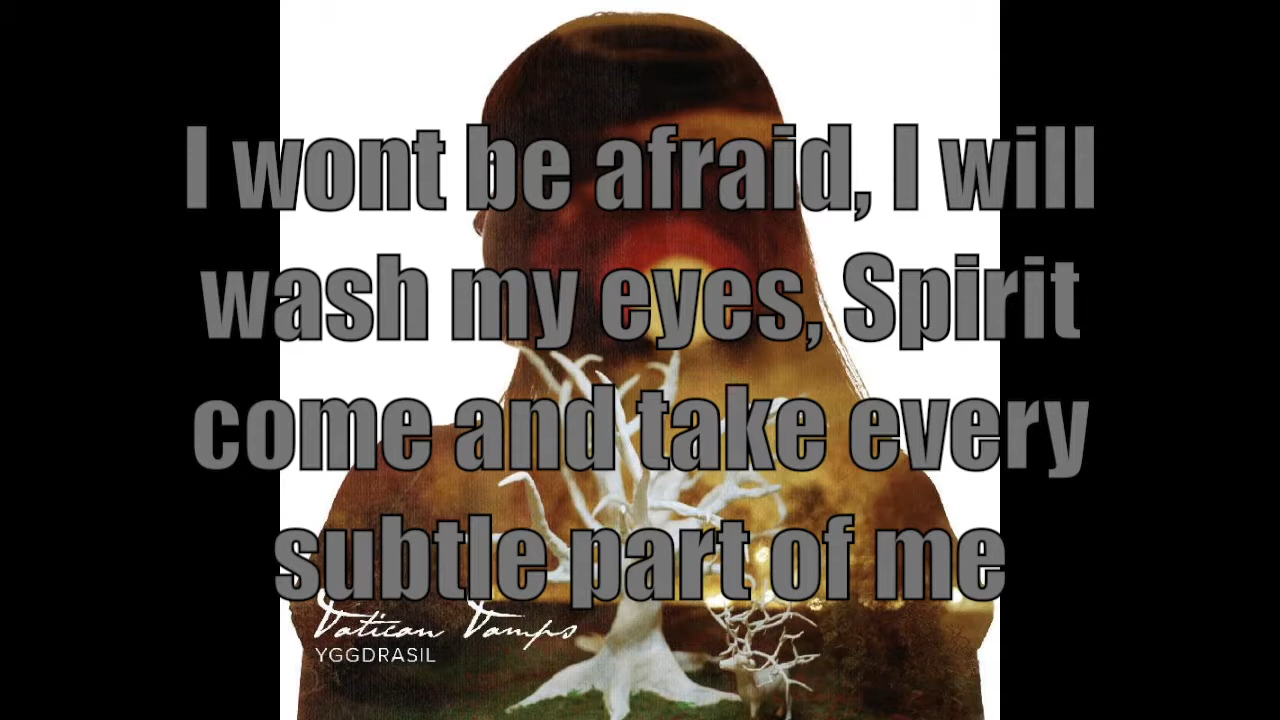 I wont be afraid, I will
wash my eyes, Spirit
come and take every
subtle part of me
Vatican Vamps
YGGDRASIL